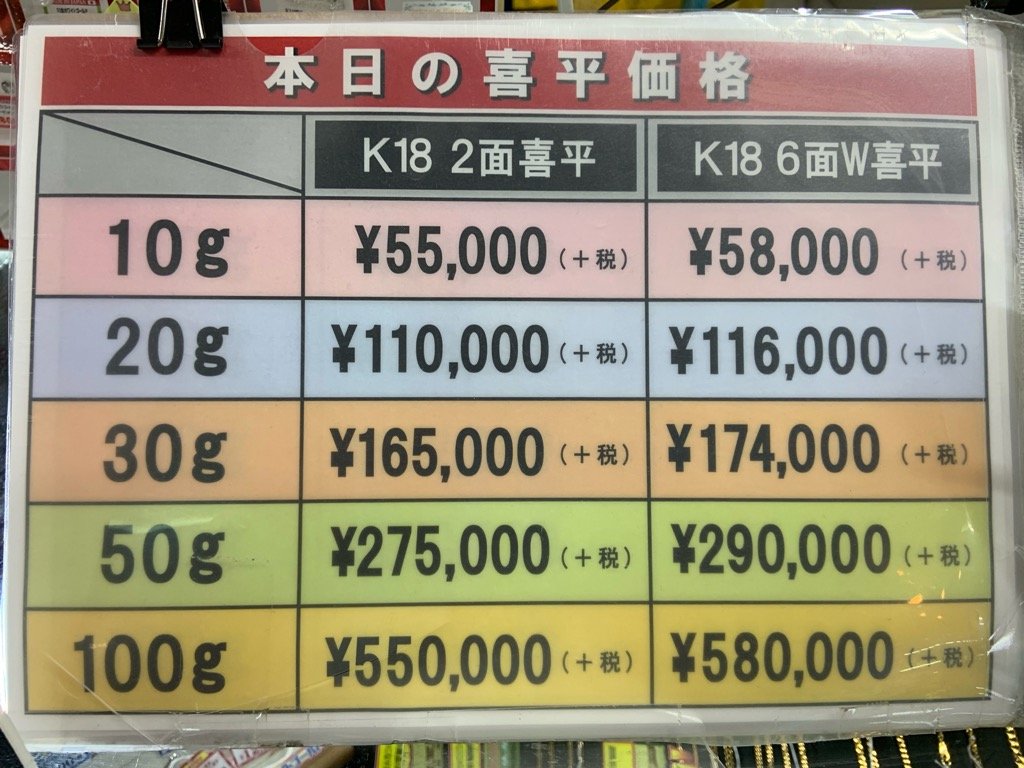 本日の喜平価格
K18 2面喜平 K18 6面W喜平
10g ¥55,000(+税) ¥58,000(+税)
20g ¥110,000(+税) ¥116,000(+税)
30g ¥165,000(+税) ¥174,000(+税)
50g ¥275,000(+税) ¥290,000(+税)
100g ¥550,000(+税) ¥580,000(+税)